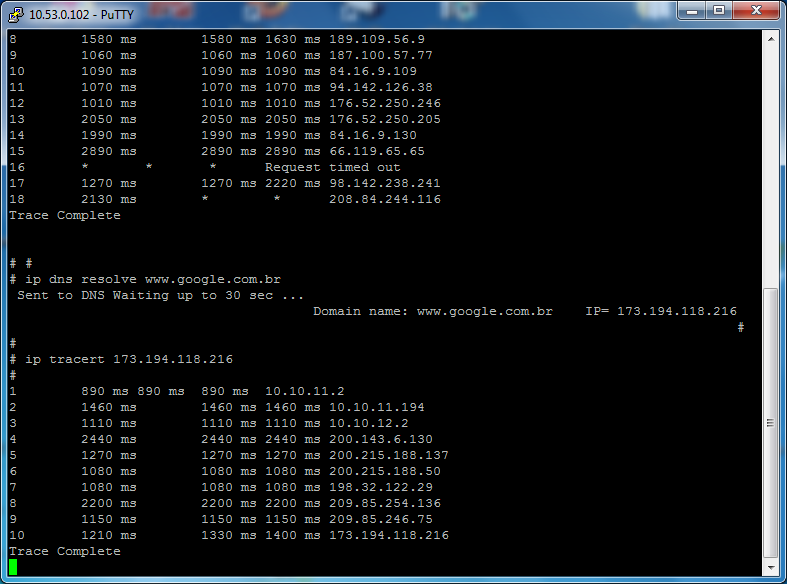 10.53.0.102 - PuTTY
8 1580 ms 1580 ms 1630 ms 189.109.56.9
9 1060 ms 1060 ms 1060 ms 187.100.57.77
10 1090 ms 1090 ms 1090 ms 84.16.9.109
11 1070 ms 1070 ms 1070 ms 94.142.126.38
12 1010 ms 1010 ms 1010 ms 176.52.250.246
13 2050 ms 2050 ms 2050 ms 176.52.250.205
14 1990 ms 1990 ms 1990 ms 84.16.9.130
15 2890 ms 2890 ms 2890 ms 66.119.65.65
16 * * * Request timed out
17 1270 ms 1270 ms 2220 ms 98.142.238.241
18 2130 ms * * 208.84.244.116
Trace Complete
# #
# ip dns resolve www.google.com.br
Sent to DNS Waiting up to 30 sec ...
Domain name: www.google.com.br IP= 173.194.118.216
#
#
# ip tracert 173.194.118.216
#
1 890 ms 890 ms 890 ms 10.10.11.2
2 1460 ms 1460 ms 1460 ms 10.10.11.194
3 1110 ms 1110 ms 1110 ms 10.10.12.2
4 2440 ms 2440 ms 2440 ms 200.143.6.130
5 1270 ms 1270 ms 1270 ms 200.215.188.137
6 1080 ms 1080 ms 1080 ms 200.215.188.50
7 1080 ms 1080 ms 1080 ms 198.32.122.29
8 2200 ms 2200 ms 2200 ms 209.85.254.136
9 1150 ms 1150 ms 1150 ms 209.85.246.75
10 1210 ms 1330 ms 1400 ms 173.194.118.216
Trace Complete